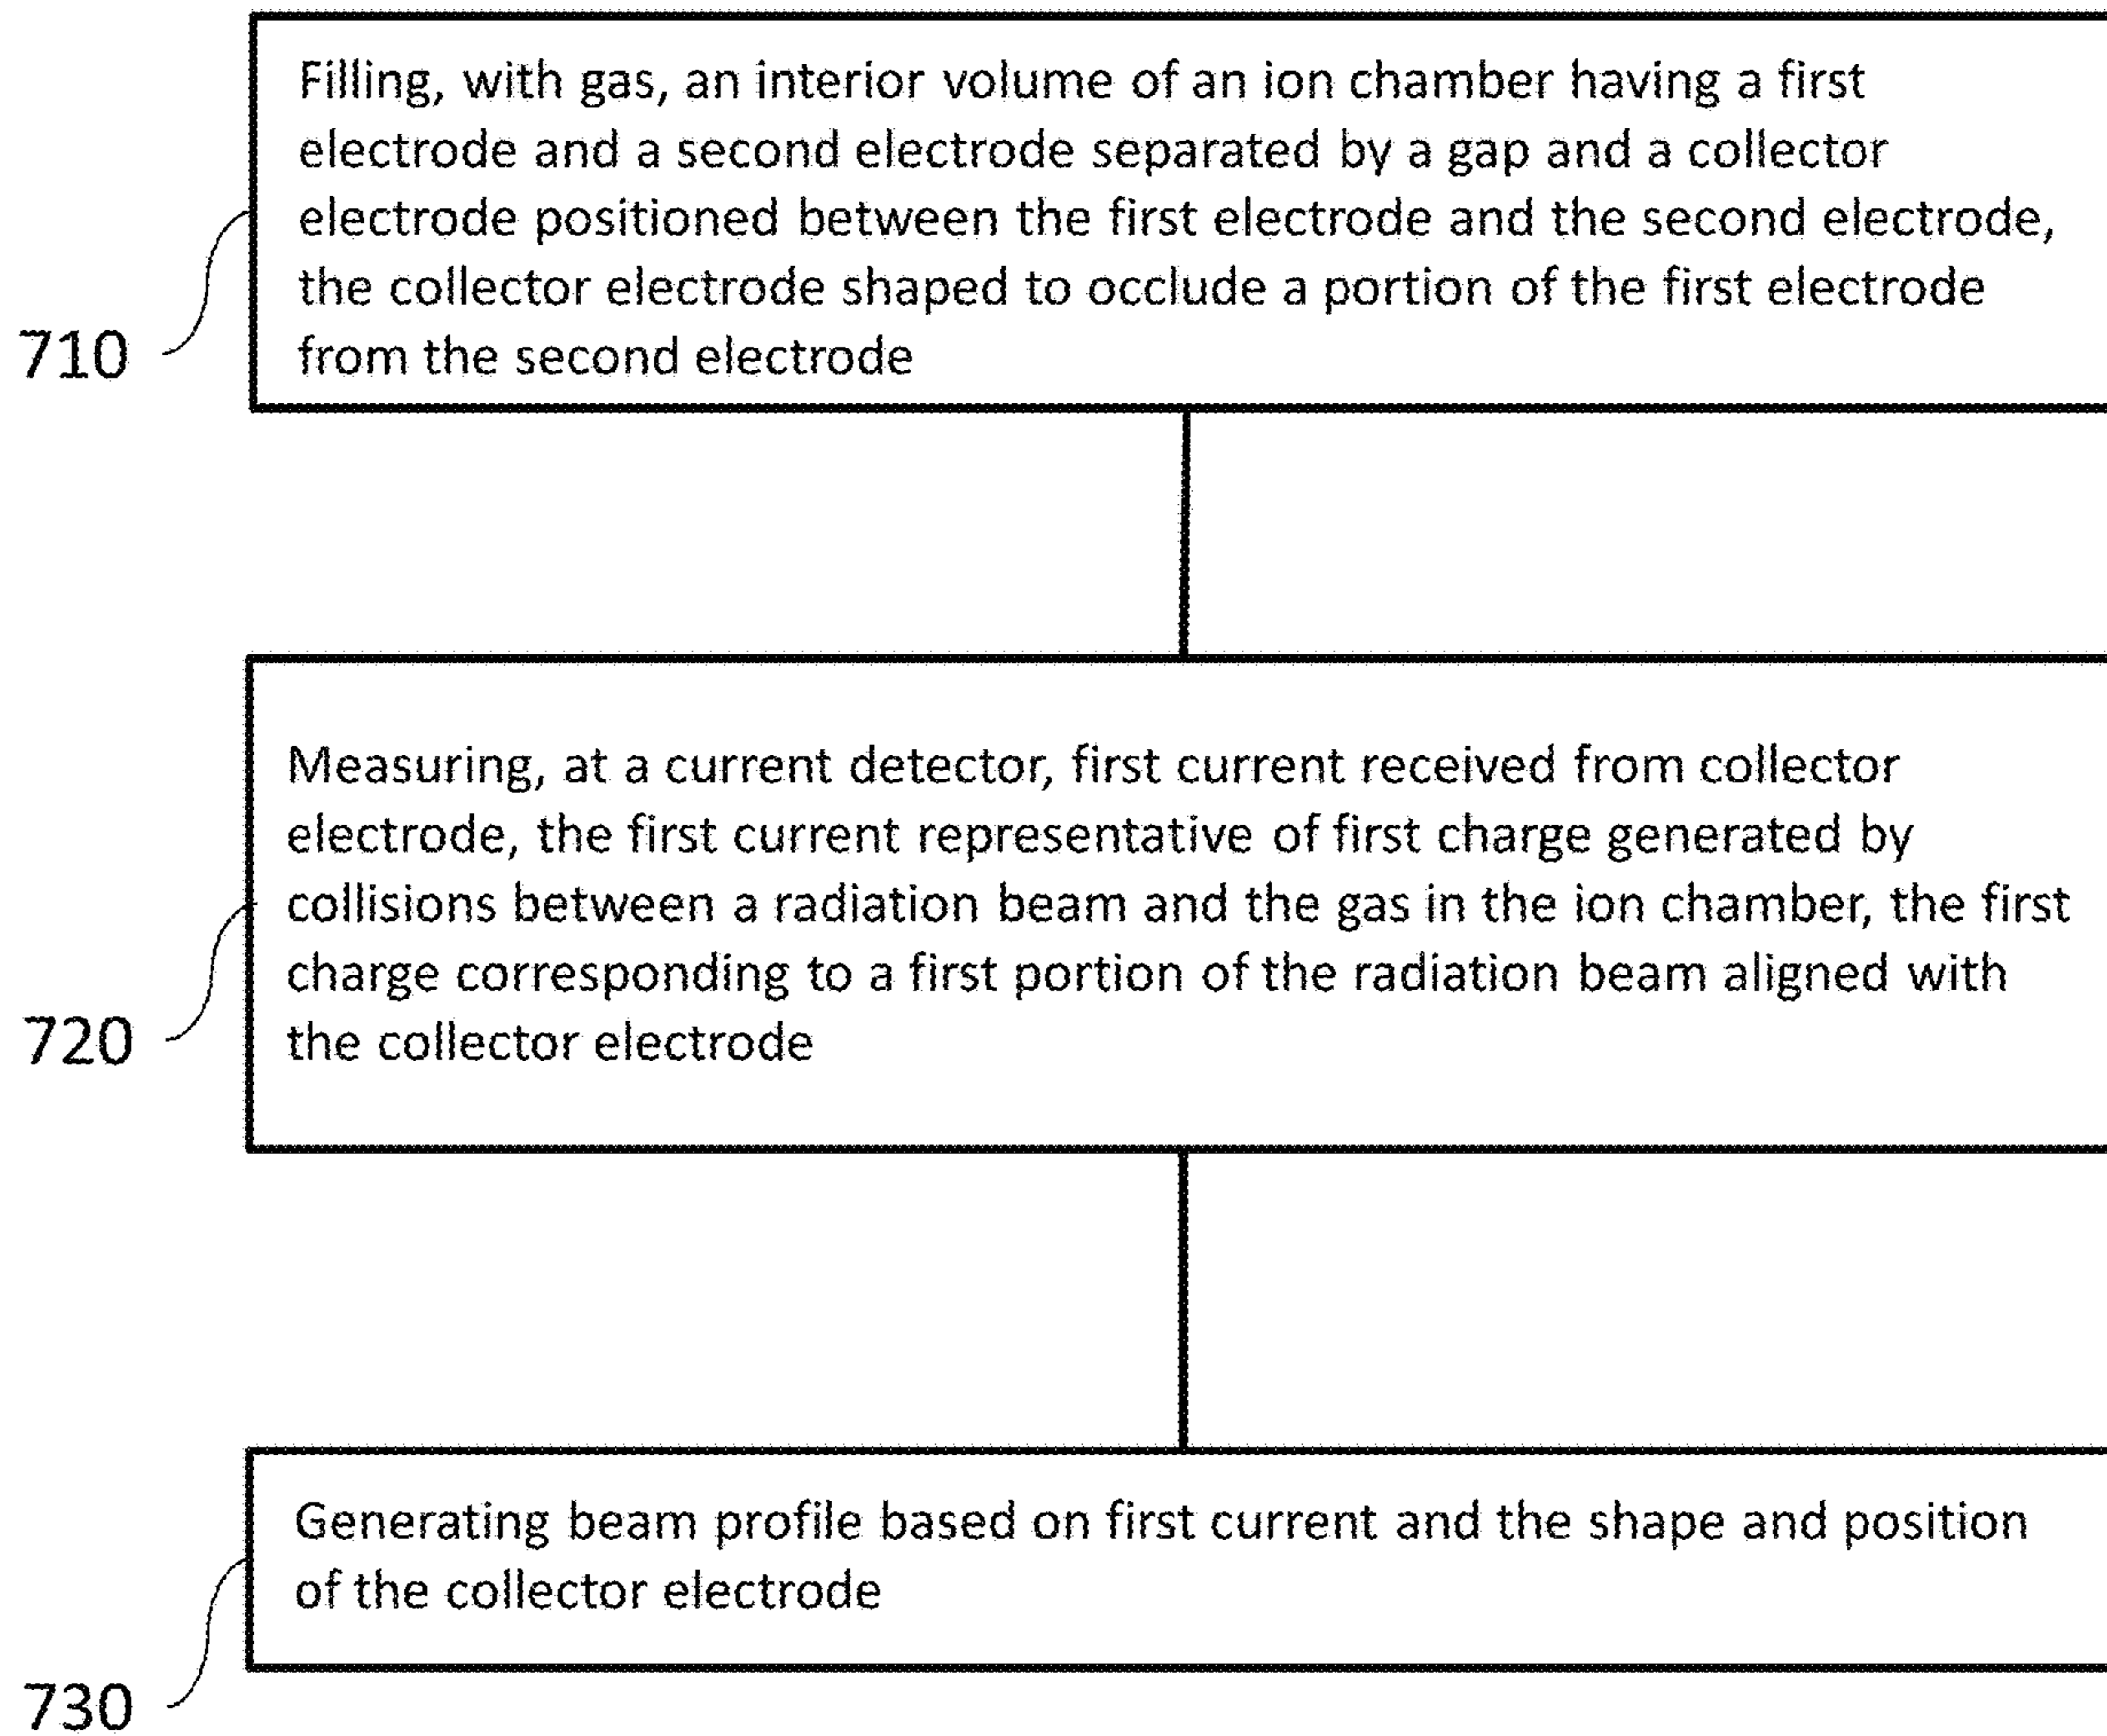 Filling, with gas, an interior volume of an ion chamber having a first
electrode and a second electrode separated by a gap and a collector
electrode positioned between the first electrode and the second electrode,
the collector electrode shaped to occlude a portion of the first electrode
from the second electrode
710
Measuring, at a current detector, first current received from collector
electrode, the first current representative of first charge generated by
collisions between a radiation beam and the gas in the ion chamber, the first
charge corresponding to a first portion of the radiation beam aligned with
the collector electrode
720
Generating beam profile based on first current and the shape and position
of the collector electrode
730